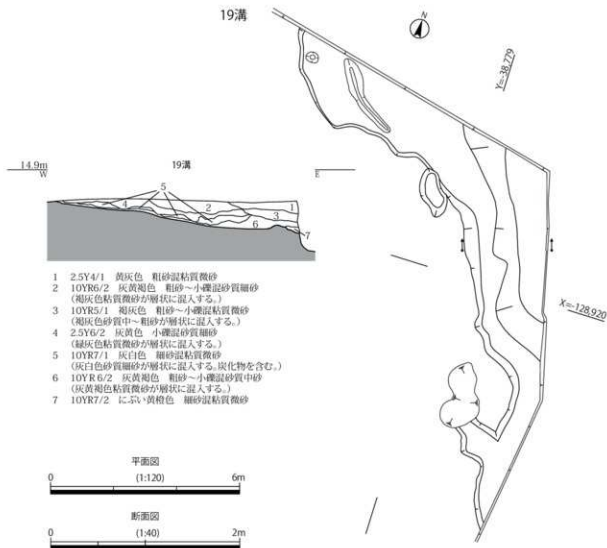 19溝
N
Y=-38,779
14.9m
W
19溝
E
5
4
2
1
3
6
7
X=-128,920
1 2.5Y4/1 黄灰色 粗砂混粘質微砂
2 10YR6/2 灰黄褐色 粗砂～小礫混砂質細砂
(褐灰色粘質微砂が層状に混入する。)
3 10YR5/1 褐灰色 粗砂～小礫混粘質微砂
(褐灰色砂質中～粗砂が層状に混入する。)
4 2.5Y6/2 灰黄色 小礫混砂質細砂
(緑灰色粘質微砂が層状に混入する。)
5 10YR7/1 灰白色 細砂混粘質微砂
(灰白色砂質細砂が層状に混入する。炭化物を含む。)
6 10YR 6/2 灰黄褐色 粗砂～小礫混砂質中砂
(灰黄褐色粘質微砂が層状に混入する。)
7 10YR7/2 にぶい黄橙色 細砂混粘質微砂
平面図
0 (1:120) 6m
断面図
0 (1:40) 2m